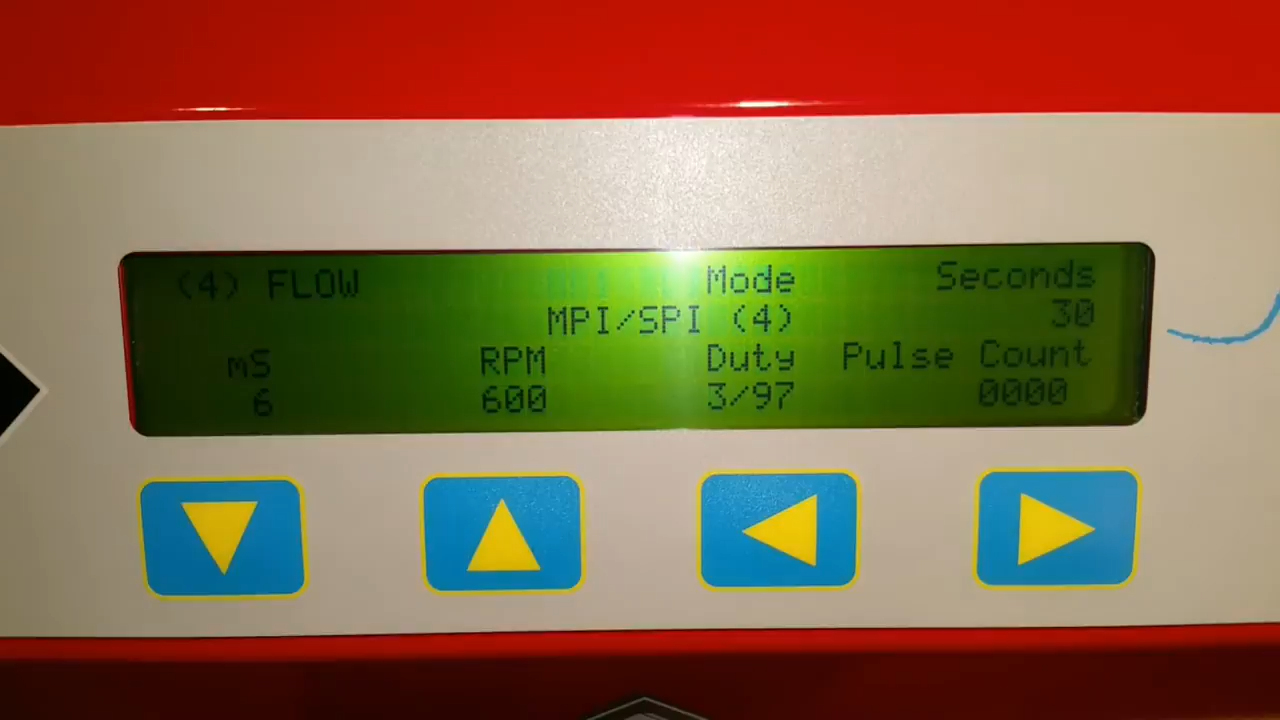 (4) FLOW Mode Seconds
MPI/SPI (4) 30
mS RPM Duty Pulse Count
6 600 3/97 0000